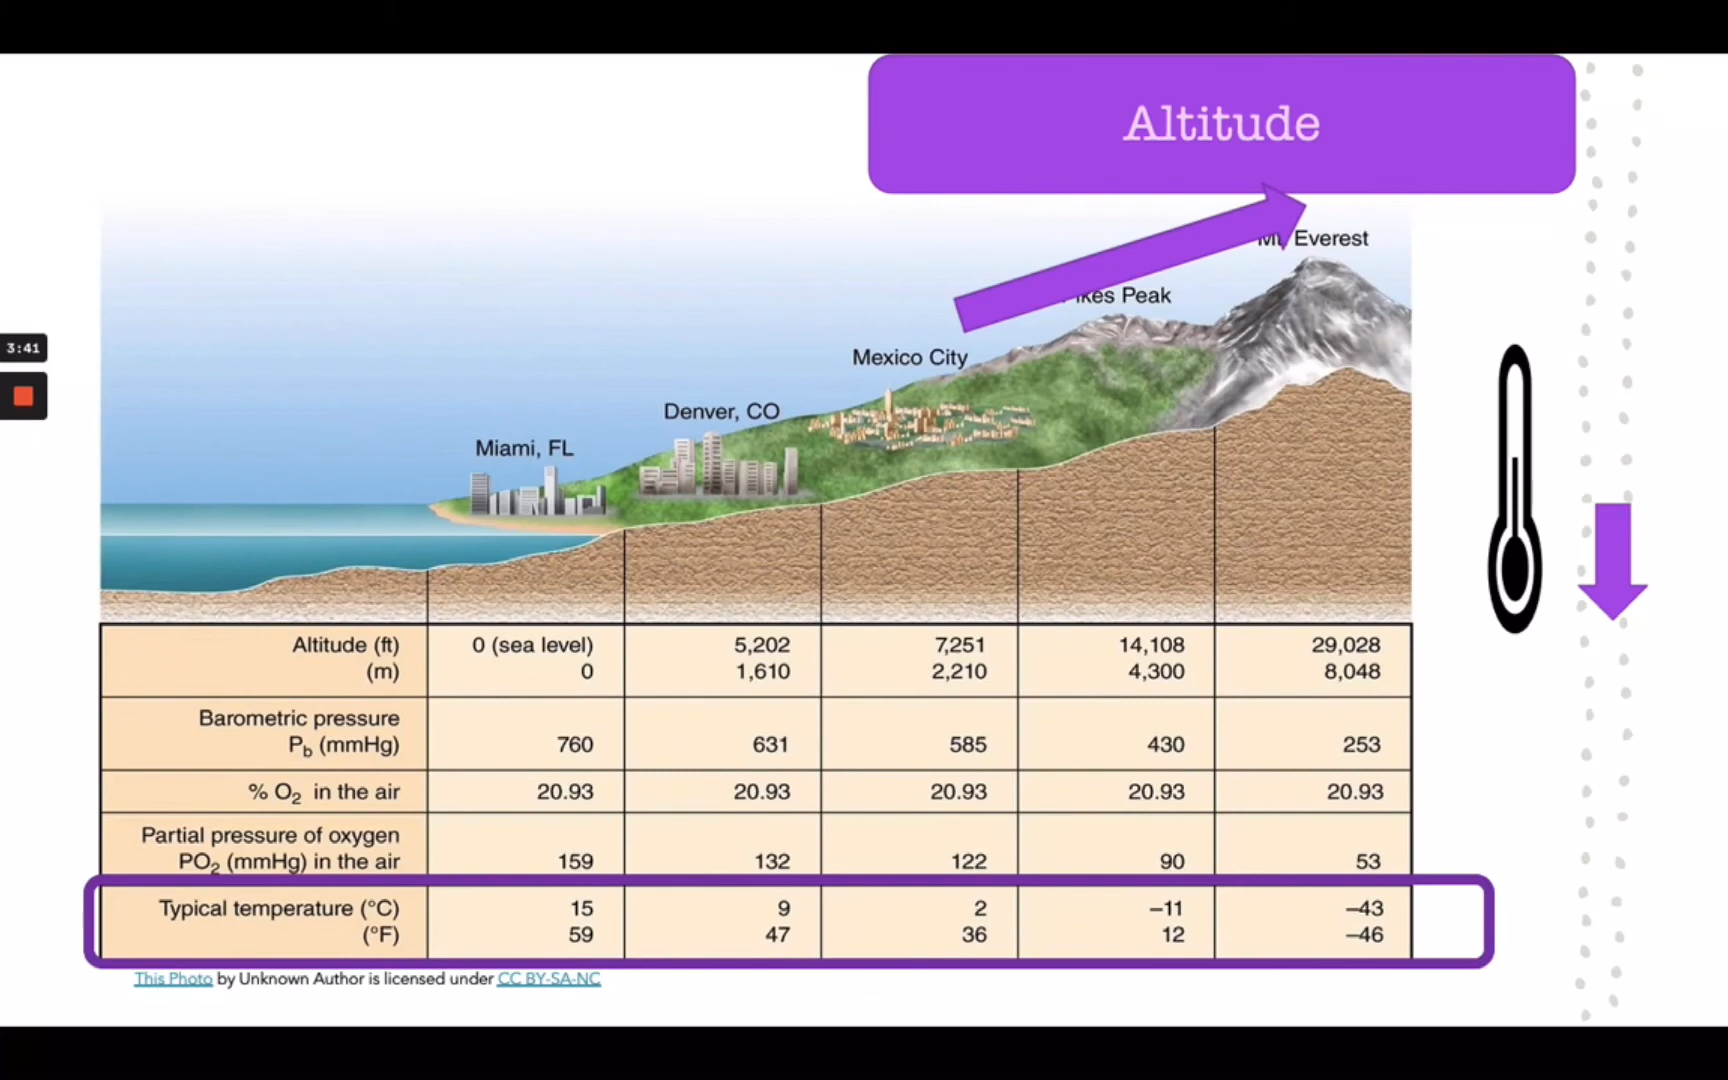 Altitude
Mt. Everest
Pikes Peak
Mexico City
Denver, CO
Miami, FL
3:41
Altitude (ft) 0 (sea level) 5,202 7,251 14,108 29,028
(m) 0 1,610 2,210 4,300 8,048
Barometric pressure
Pb (mmHg) 760 631 585 430 253
% O2 in the air 20.93 20.93 20.93 20.93 20.93
Partial pressure of oxygen
PO2 (mmHg) in the air 159 132 122 90 53
Typical temperature (°C) 15 9 2 –11 –43
(°F) 59 47 36 12 –46
This Photo by Unknown Author is licensed under CC BY-SA-NC